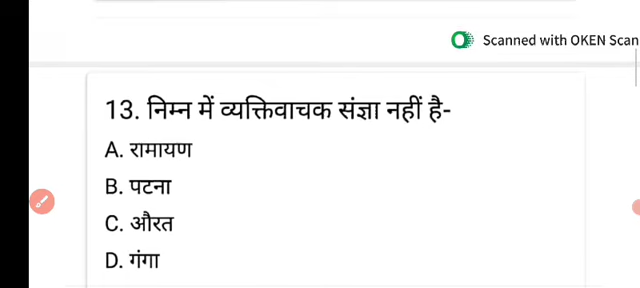 Scanned with OKEN Scan
13. निम्न में व्यक्तिवाचक संज्ञा नहीं है-
A. रामायण
B. पटना
C. औरत
D. गंगा